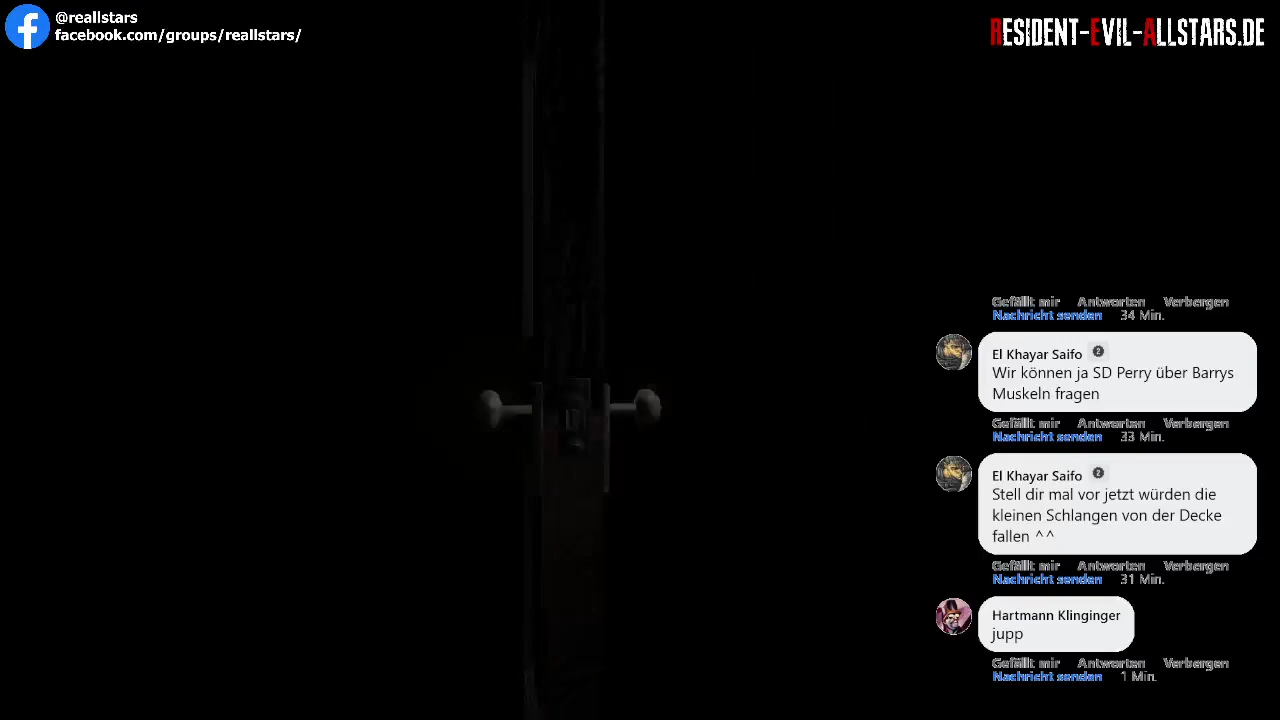 @reallstars
facebook.com/groups/reallstars/
RESIDENT-EVIL-ALLSTARS.DE
Gefällt mir Antworten Verbergen
Nachricht senden 34 Min.
El Khayar Saifo 2
Wir können ja SD Perry über Barrys
Muskeln fragen
Gefällt mir Antworten Verbergen
Nachricht senden 33 Min.
El Khayar Saifo 2
Stell dir mal vor jetzt würden die
kleinen Schlangen von der Decke
fallen ^^
Gefällt mir Antworten Verbergen
Nachricht senden 31 Min.
Hartmann Klinginger
jupp
Gefällt mir Antworten Verbergen
Nachricht senden 1 Min.